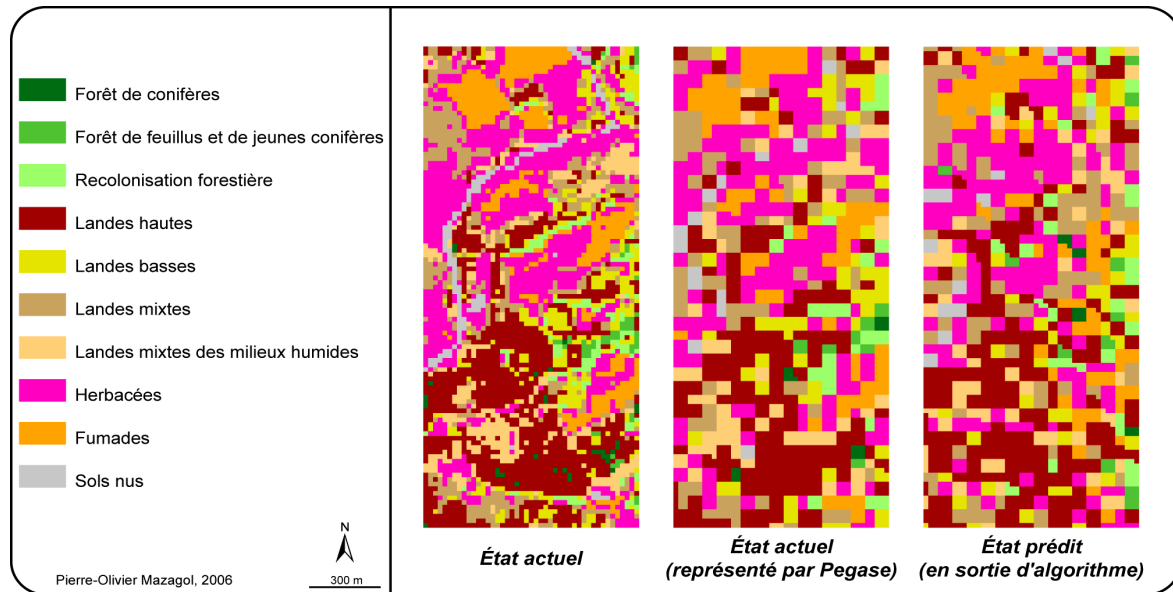 Forêt de conifères
Forêt de feuillus et de jeunes conifères
Recolonisation forestière
Landes hautes
Landes basses
Landes mixtes
Landes mixtes des milieux humides
Herbacées
Fumades
Sols nus
N
Pierre-Olivier Mazagol, 2006
300 m
État actuel
État actuel
(représenté par Pegase)
État prédit
(en sortie d'algorithme)